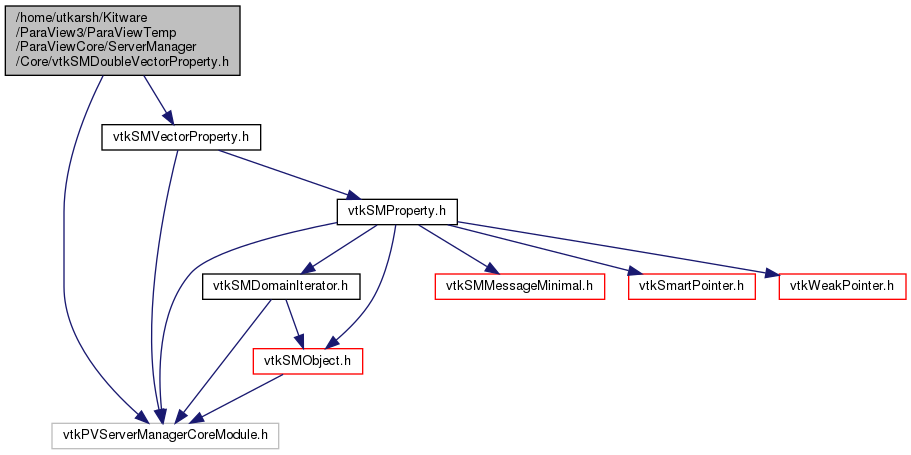 /home/utkarsh/Kitware
/ParaView3/ParaViewTemp
/ParaViewCore/ServerManager
/Core/vtkSMDoubleVectorProperty.h
vtkSMVectorProperty.h
vtkSMProperty.h
vtkSMDomainIterator.h
vtkSMMessageMinimal.h
vtkSmartPointer.h
vtkWeakPointer.h
vtkSMObject.h
vtkPVServerManagerCoreModule.h